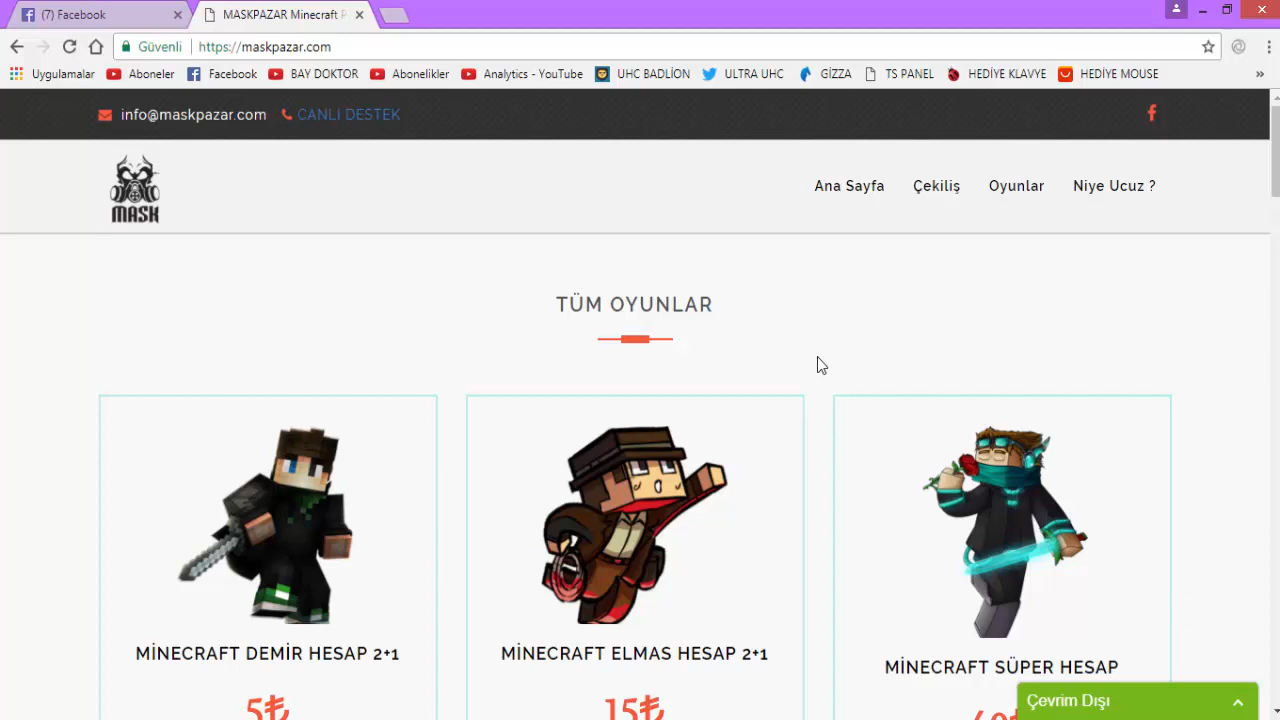 (7) Facebook
MASKPAZAR Minecraft
Güvenli
https://maskpazar.com
Uygulamalar
Aboneler
Facebook
BAY DOKTOR
Abonelikler
Analytics - YouTube
UHC BADLİON
ULTRA UHC
GİZZA
TS PANEL
HEDİYE KLAVYE
HEDİYE MOUSE
info@maskpazar.com
CANLI DESTEK
MASK
Ana Sayfa
Çekiliş
Oyunlar
Niye Ucuz ?
TÜM OYUNLAR
MİNECRAFT DEMİR HESAP 2+1
MİNECRAFT ELMAS HESAP 2+1
MİNECRAFT SÜPER HESAP
5₺
15₺
Çevrim Dışı